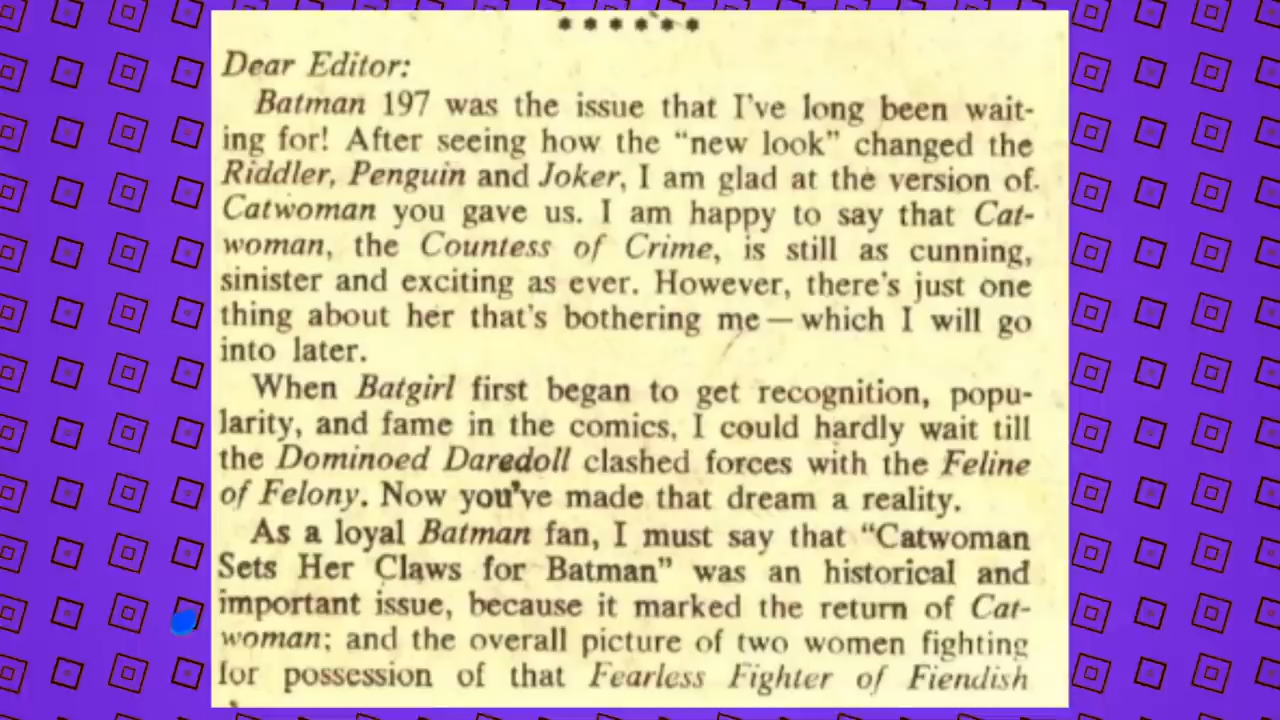 ******
Dear Editor:
Batman 197 was the issue that I've long been wait-
ing for! After seeing how the "new look" changed the
Riddler, Penguin and Joker, I am glad at the version of
Catwoman you gave us. I am happy to say that Cat-
woman, the Countess of Crime, is still as cunning,
sinister and exciting as ever. However, there's just one
thing about her that's bothering me—which I will go
into later.
When Batgirl first began to get recognition, popu-
larity, and fame in the comics, I could hardly wait till
the Dominoed Daredoll clashed forces with the Feline
of Felony. Now you've made that dream a reality.
As a loyal Batman fan, I must say that "Catwoman
Sets Her Claws for Batman" was an historical and
important issue, because it marked the return of Cat-
woman; and the overall picture of two women fighting
for possession of that Fearless Fighter of Fiendish